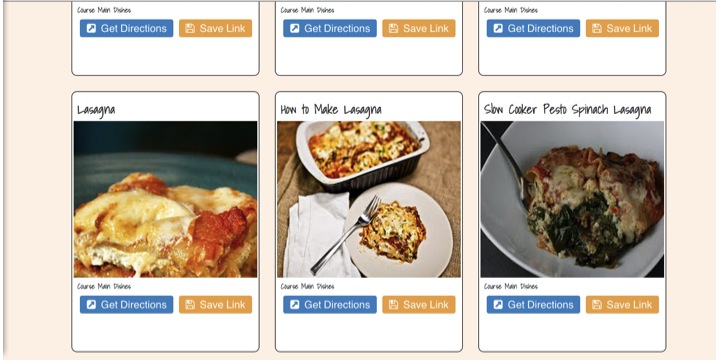 Course Main Dishes Course Main Dishes Course Main Dishes
Get Directions Save Link Get Directions Save Link Get Directions Save Link
Lasagna How to Make Lasagna Slow Cooker Pesto Spinach Lasagna
Course Main Dishes Course Main Dishes Course Main Dishes
Get Directions Save Link Get Directions Save Link Get Directions Save Link